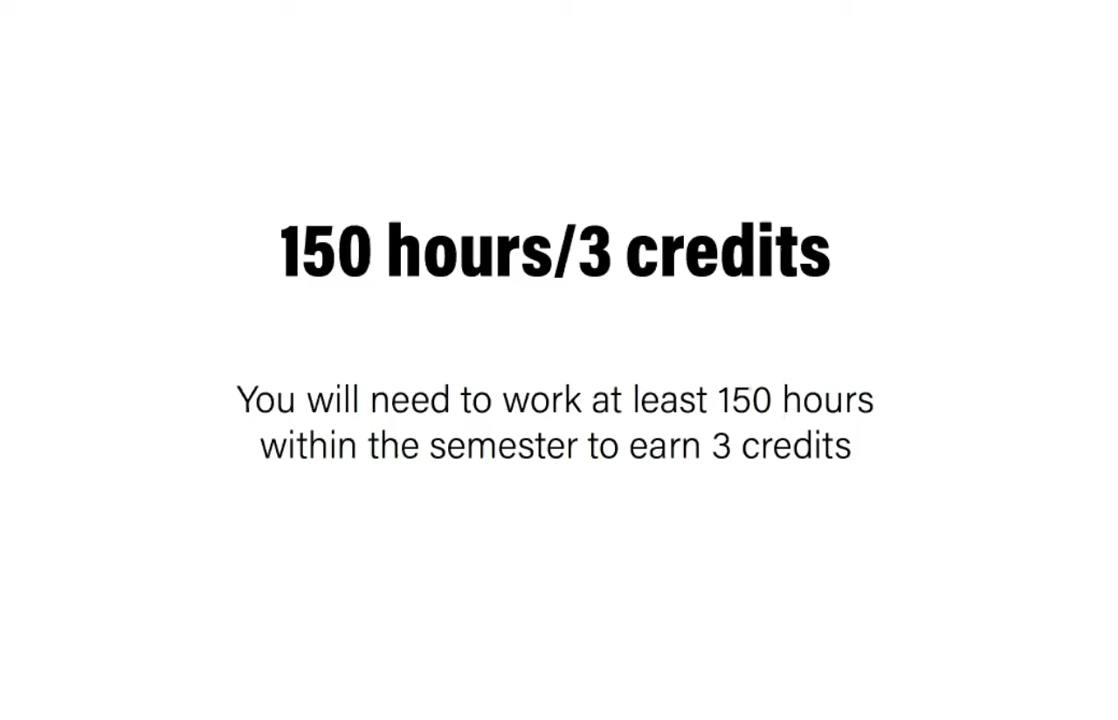 150 hours/3 credits
You will need to work at least 150 hours
within the semester to earn 3 credits